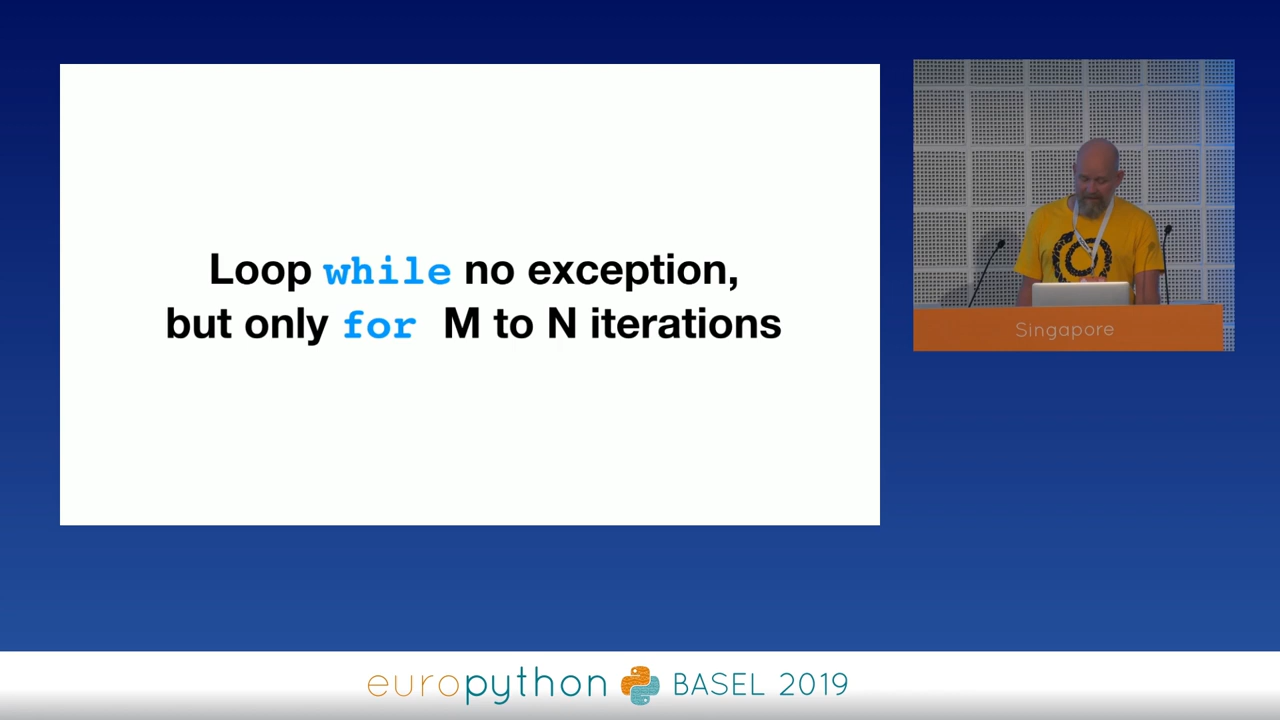 Loop while no exception,
but only for M to N iterations
Singapore
europython BASEL 2019